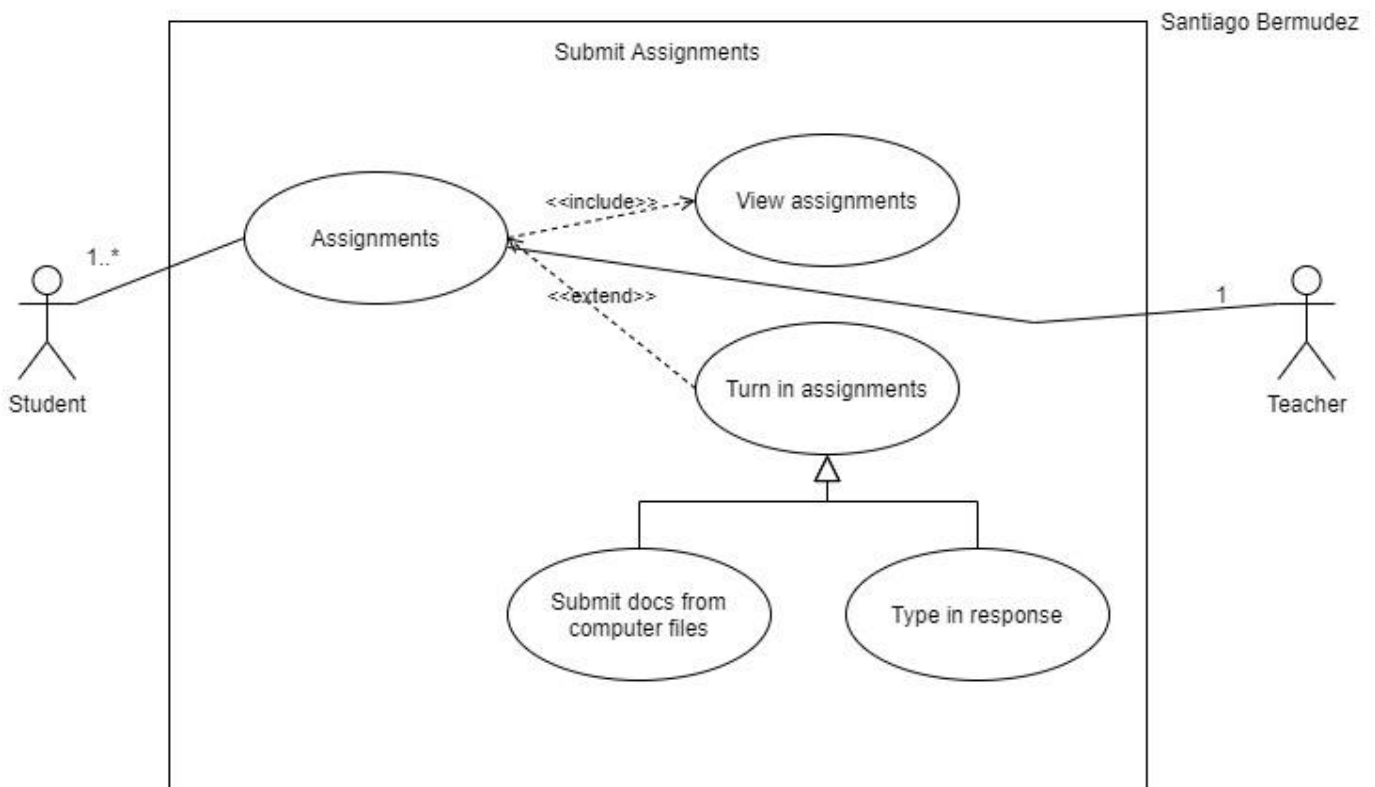 Santiago Bermudez
Submit Assignments
View assignments
<<include>>
Assignments
1..*
<<extend>>
1
Turn in assignments
Student
Teacher
Submit docs from
computer files
Type in response